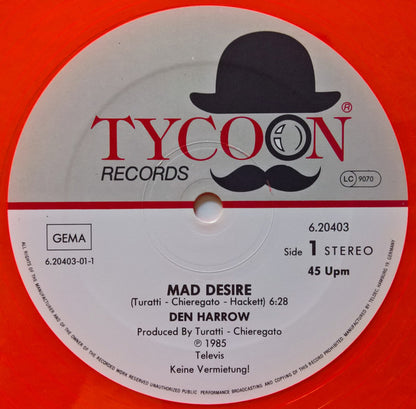 TYCOON®
RECORDS
LC 9070
GEMA
6.20403-01-1
6.20403
Side 1 STEREO
45 Upm
MAD DESIRE
(Turatti - Chieregato - Hackett) 6:28
DEN HARROW
Produced By Turatti - Chieregato
℗ 1985
Televis
Keine Vermietung!
ALL RIGHTS OF THE MANUFACTURER AND OF THE OWNER OF THE RECORDED WORK RESERVED UNAUTHORIZED PUBLIC PERFORMANCE BROADCASTING AND COPYING OF THIS RECORD PROHIBITED. MANUFACTURED BY TELDEC, HAMBURG 19, GERMANY